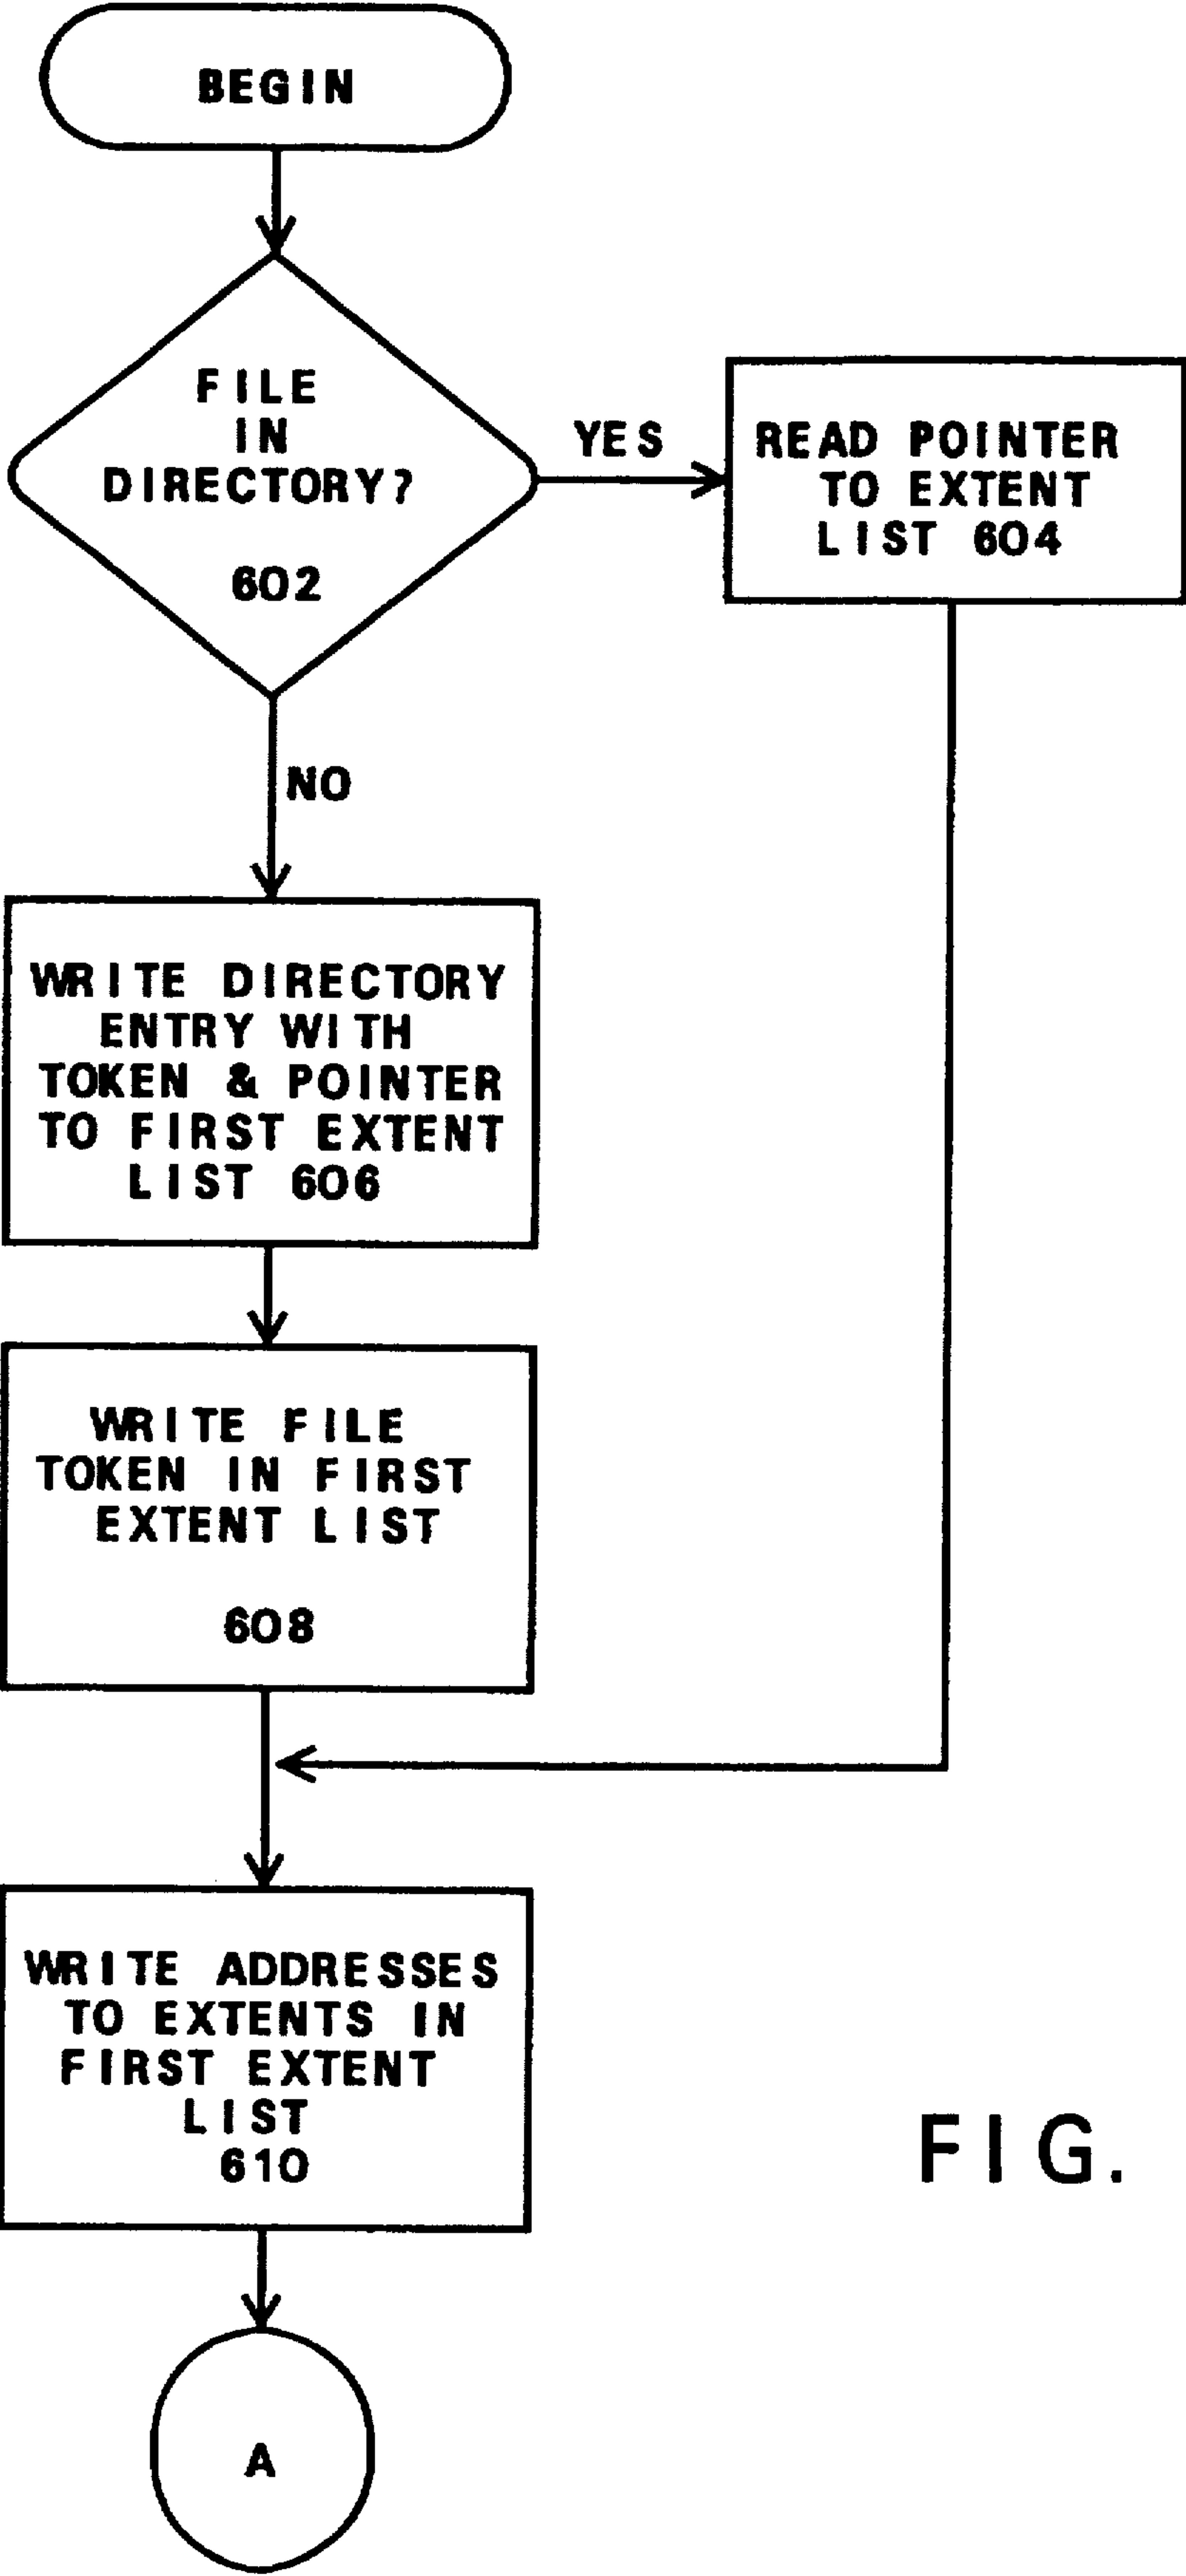 BEGIN
FILE
IN
DIRECTORY?
602
YES
READ POINTER
TO EXTENT
LIST 604
NO
WRITE DIRECTORY
ENTRY WITH
TOKEN & POINTER
TO FIRST EXTENT
LIST 606
WRITE FILE
TOKEN IN FIRST
EXTENT LIST
608
WRITE ADDRESSES
TO EXTENTS IN
FIRST EXTENT
LIST
610
FIG.
A